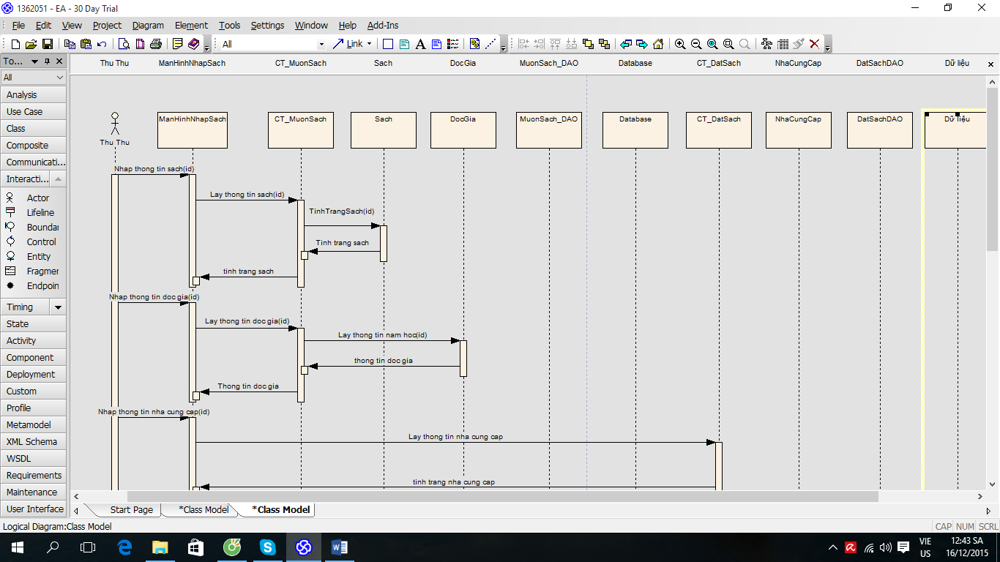 1362051 - EA - 30 Day Trial
File Edit View Project Diagram Element Tools Settings Window Help Add-Ins
All Link
To... Thu Thu ManHinhNhapSach CT_MuonSach Sach DocGia MuonSach_DAO Database CT_DatSach NhaCungCap DatSachDAO Dữ liệu
All
Analysis
Use Case
Class
Composite
Communicati...
Interacti...
Actor
Lifeline
Boundar
Control
Entity
Fragmer
Endpoin
Timing
State
Activity
Component
Deployment
Custom
Profile
Metamodel
XML Schema
WSDL
Requirements
Maintenance
User Interface
ManHinhNhapSach CT_MuonSach Sach DocGia MuonSach_DAO Database CT_DatSach NhaCungCap DatSachDAO Dữ liệu
Thu Thu
Nhap thong tin sach(id)
Lay thong tin sach(id)
TinhTrangSach(id)
Tinh trang sach
tinh trang sach
Nhap thong tin doc gia(id)
Lay thong tin doc gia(id)
Lay thong tin nam hoc(id)
thong tin doc gia
Thong tin doc gia
Nhap thong tin nha cung cap(id)
Lay thong tin nha cung cap
tinh trang nha cung cap
Start Page *Class Model *Class Model
Logical Diagram:Class Model CAP NUM SCRL
VIE 12:43 SA
US 16/12/2015